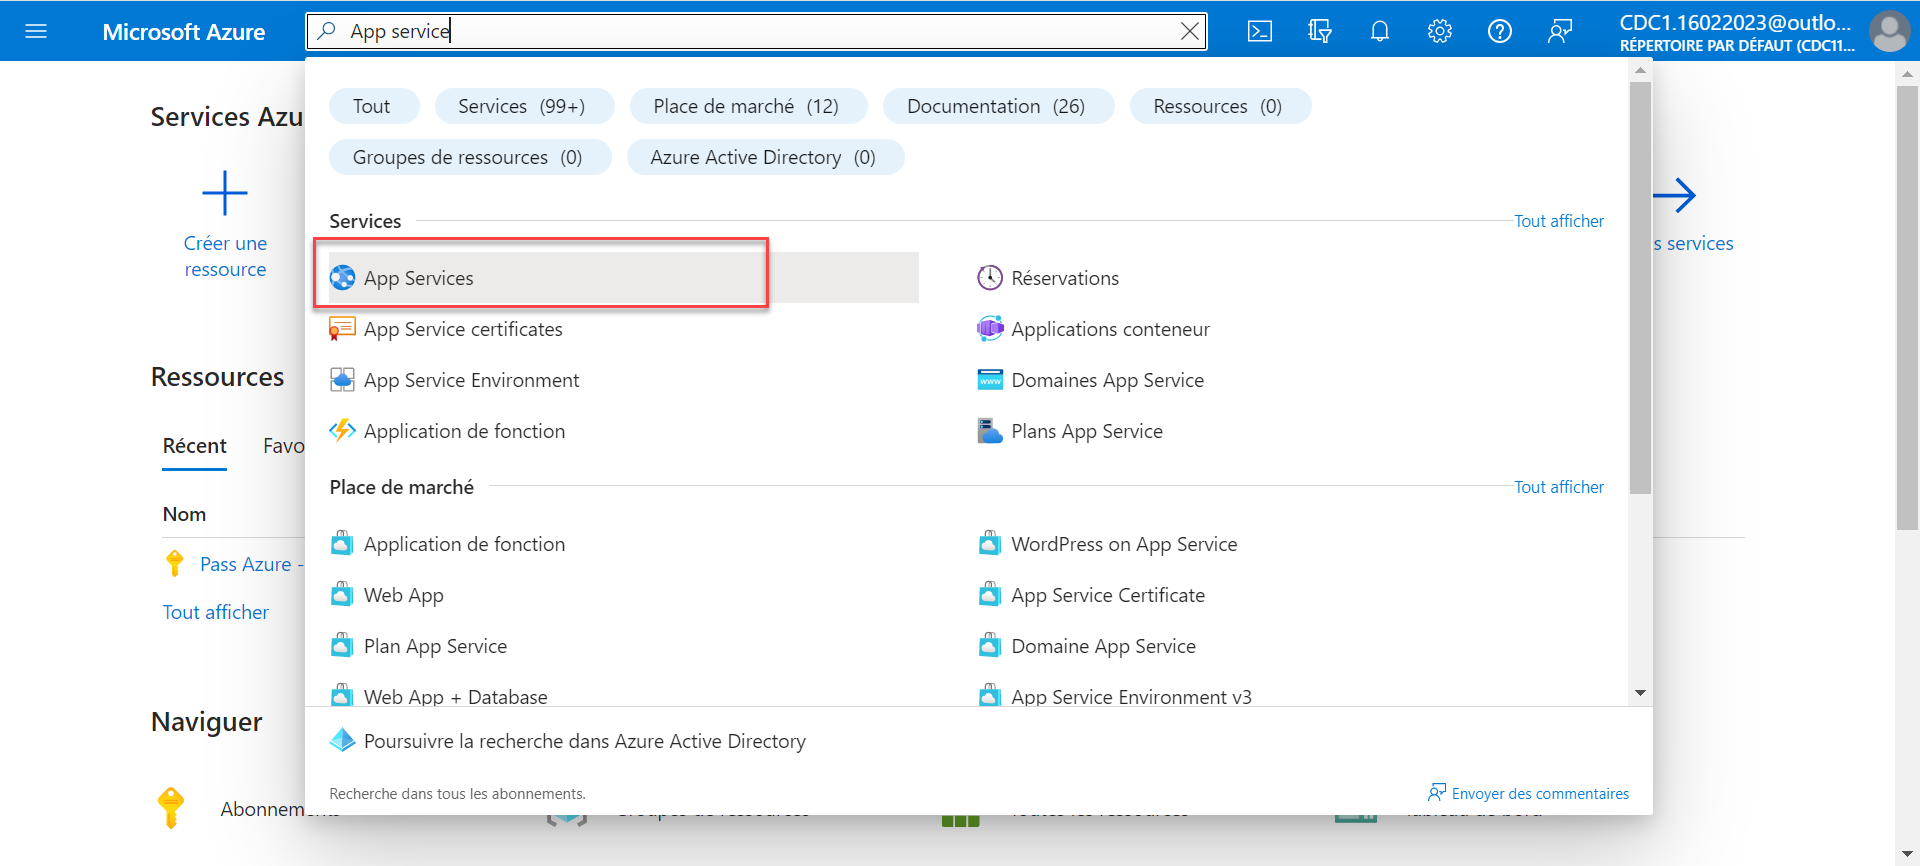 Microsoft Azure
App service
CDC1.16022023@outlo...
RÉPERTOIRE PAR DÉFAUT (CDC11...
Tout
Services (99+)
Place de marché (12)
Documentation (26)
Ressources (0)
Groupes de ressources (0)
Azure Active Directory (0)
Services Azu
Créer une
ressource
s services
Services
Tout afficher
App Services
Réservations
App Service certificates
Applications conteneur
App Service Environment
www
Domaines App Service
Application de fonction
Plans App Service
Place de marché
Tout afficher
Application de fonction
WordPress on App Service
Web App
App Service Certificate
Plan App Service
Domaine App Service
Web App + Database
App Service Environment v3
Poursuivre la recherche dans Azure Active Directory
Recherche dans tous les abonnements.
Envoyer des commentaires
Ressources
Récent
Favo
Nom
Pass Azure -
Tout afficher
Naviguer
Abonnem